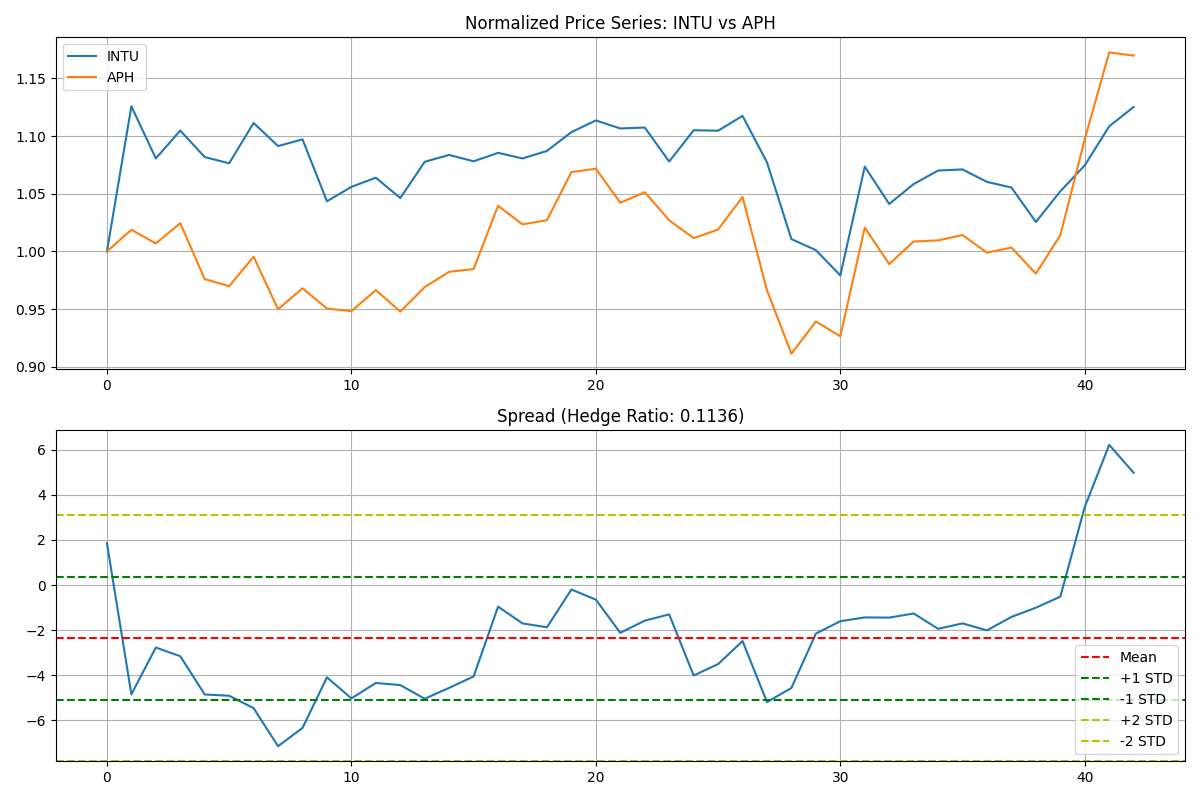 Normalized Price Series: INTU vs APH
INTU
APH
1.15
1.10
1.05
1.00
0.95
0.90
0 10 20 30 40
Spread (Hedge Ratio: 0.1136)
6
4
2
0
−2
−4
−6
Mean
+1 STD
-1 STD
+2 STD
-2 STD
0 10 20 30 40